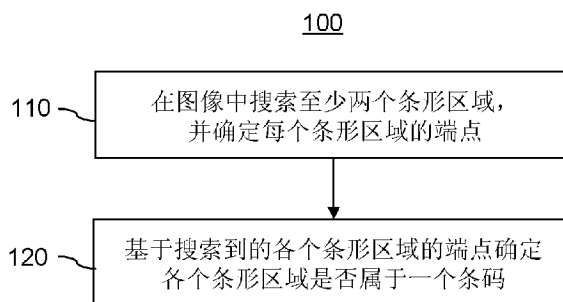 100
110
在图像中搜索至少两个条形区域，
并确定每个条形区域的端点
120
基于搜索到的各个条形区域的端点确定
各个条形区域是否属于一个条码